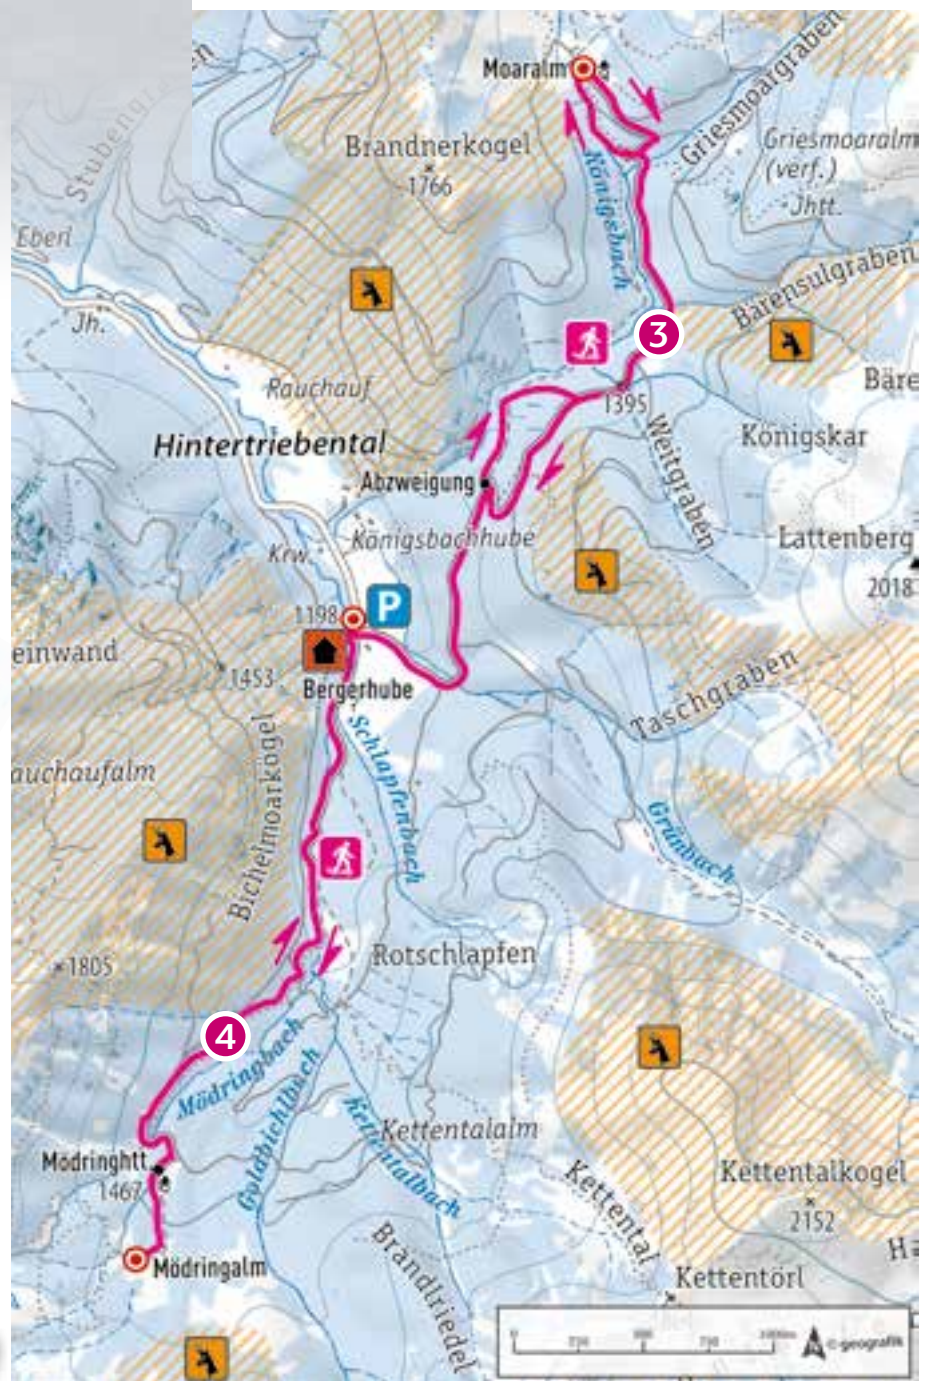 Moaralm
Griesmoargraben
Brandnerkogel
1766
Griesmoaralm
(verf.)
Jhtt.
Königsbach
Eberl
Jh.
Bärensulgraben
3
Rauchauf
1395
Bäre
Hintertriebental
Weitgraben
Königskar
Abzweigung
Königsbachhube
Lattenberg
2018
Krw.
1198
P
einwand
1453
Bergerhube
Taschgraben
Schlapfenbach
auchaufalm
Bichelmoarkogel
Grünbach
Rotschlapfen
1805
4
Mödringbach
Goldbichlbach
Kettentalbach
Kettentalalm
Mödringhtt.
1467
Kettental
Kettentalkogel
2152
Mödringalm
Brandriedel
Kettentörl
0
© geografik